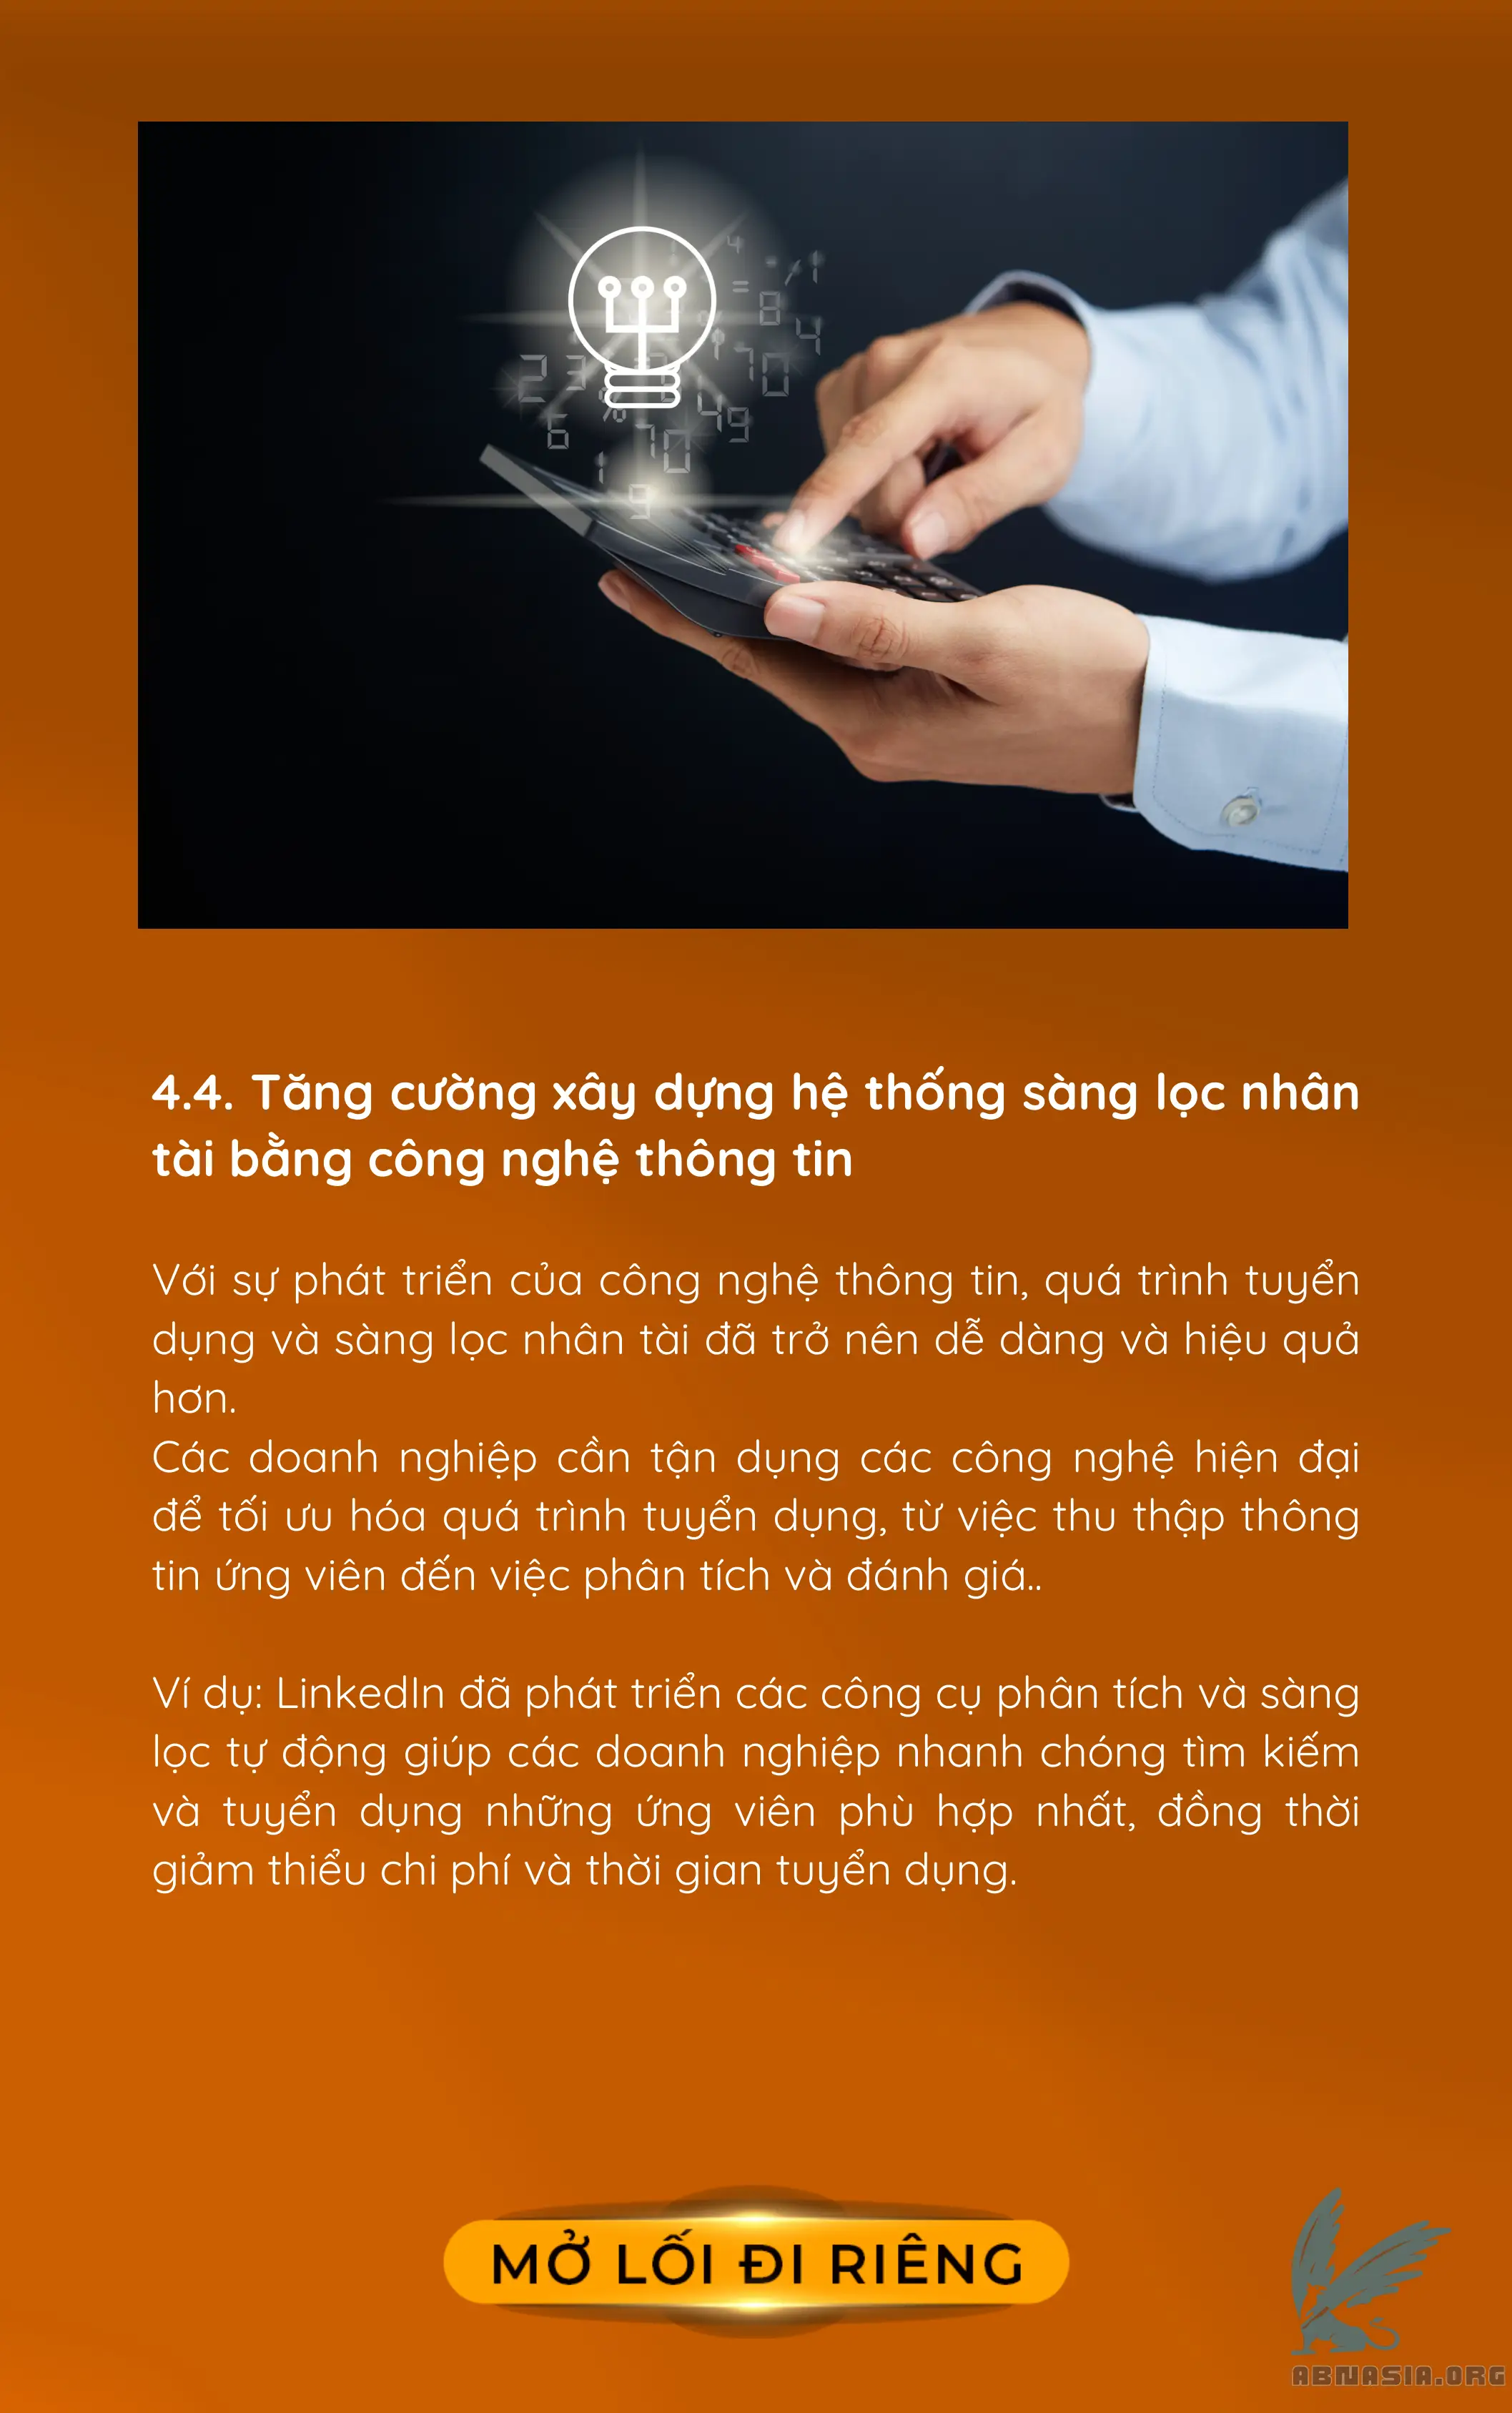 4.4. Tăng cường xây dựng hệ thống sàng lọc nhân
tài bằng công nghệ thông tin
Với sự phát triển của công nghệ thông tin, quá trình tuyển
dụng và sàng lọc nhân tài đã trở nên dễ dàng và hiệu quả
hơn.
Các doanh nghiệp cần tận dụng các công nghệ hiện đại
để tối ưu hóa quá trình tuyển dụng, từ việc thu thập thông
tin ứng viên đến việc phân tích và đánh giá..
Ví dụ: LinkedIn đã phát triển các công cụ phân tích và sàng
lọc tự động giúp các doanh nghiệp nhanh chóng tìm kiếm
và tuyển dụng những ứng viên phù hợp nhất, đồng thời
giảm thiểu chi phí và thời gian tuyển dụng.
MỞ LỐI ĐI RIÊNG
ABNASIA.ORG